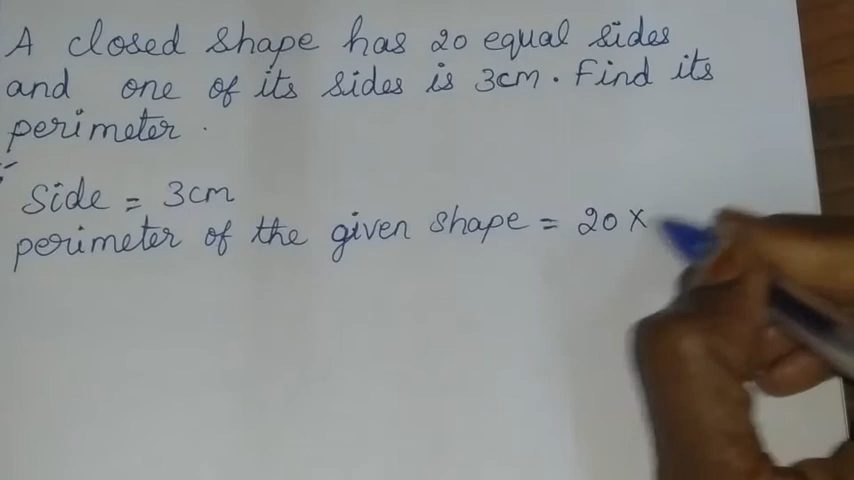 A closed shape has 20 equal sides
and one of its sides is 3cm. Find its
perimeter.
Side = 3cm
perimeter of the given shape = 20 ×